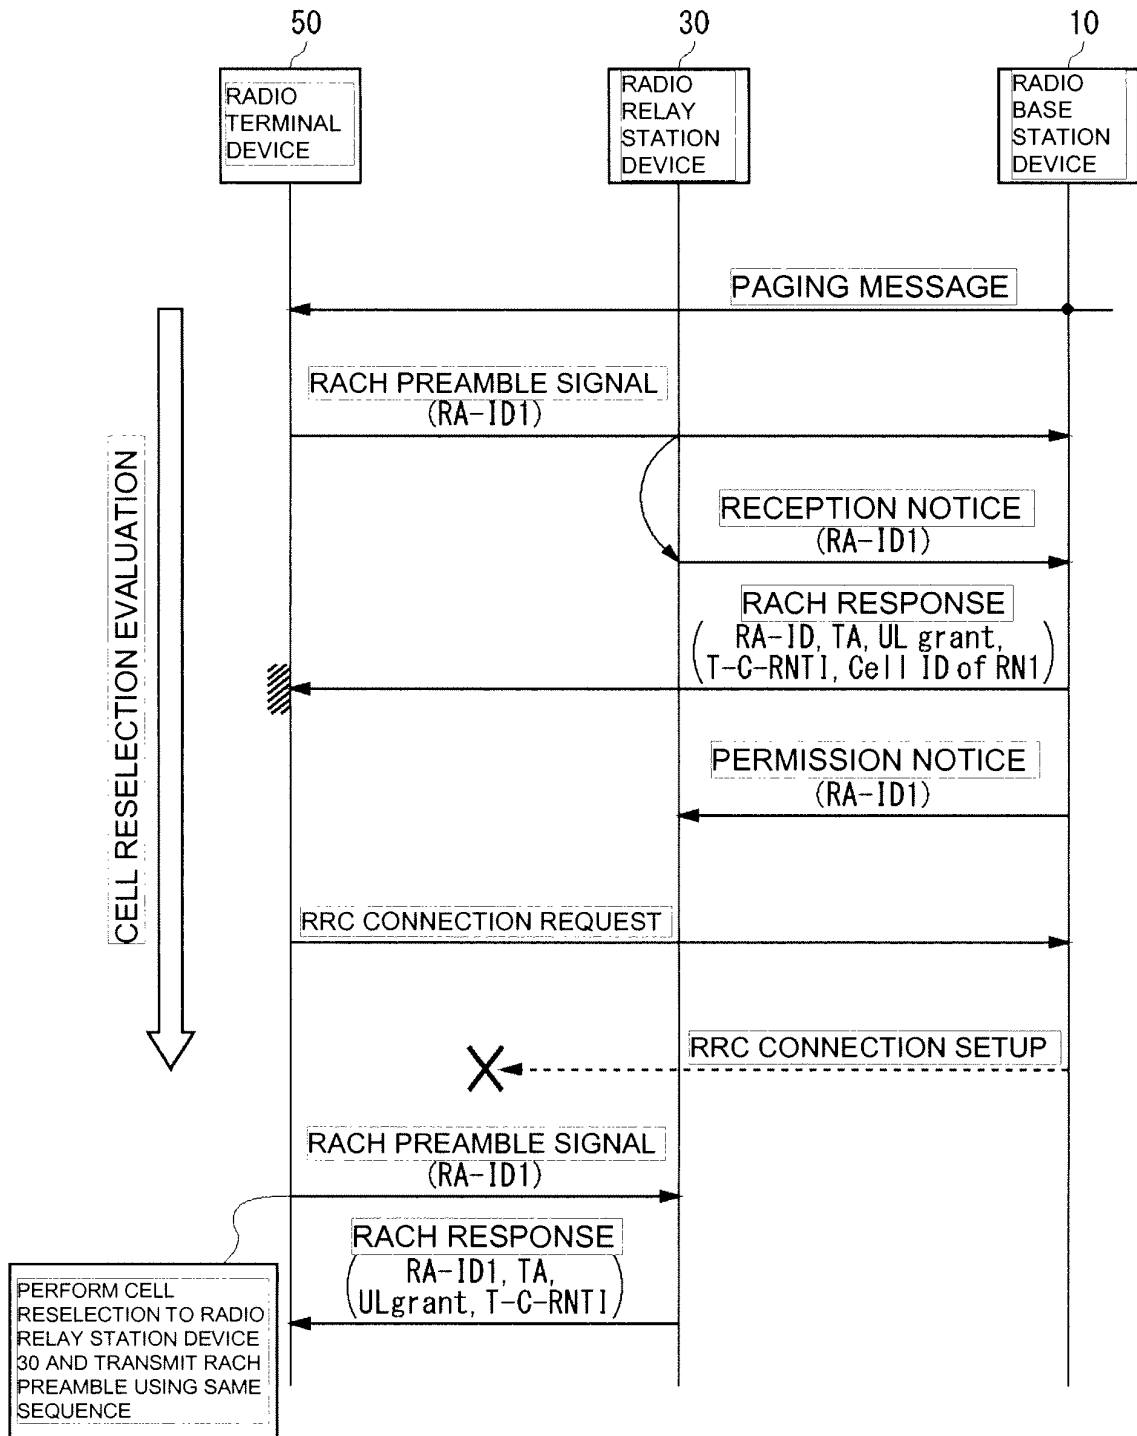 50
30
10
RADIO
TERMINAL
DEVICE
RADIO
RELAY
STATION
DEVICE
RADIO
BASE
STATION
DEVICE
PAGING MESSAGE
RACH PREAMBLE SIGNAL
(RA-ID1)
RECEPTION NOTICE
(RA-ID1)
RACH RESPONSE
(RA-ID, TA, UL grant,
T-C-RNTI, Cell ID of RN1)
CELL RESELECTION EVALUATION
PERMISSION NOTICE
(RA-ID1)
RRC CONNECTION REQUEST
RRC CONNECTION SETUP
RACH PREAMBLE SIGNAL
(RA-ID1)
RACH RESPONSE
(RA-ID1, TA,
ULgrant, T-C-RNTI)
PERFORM CELL
RESELECTION TO RADIO
RELAY STATION DEVICE
30 AND TRANSMIT RACH
PREAMBLE USING SAME
SEQUENCE